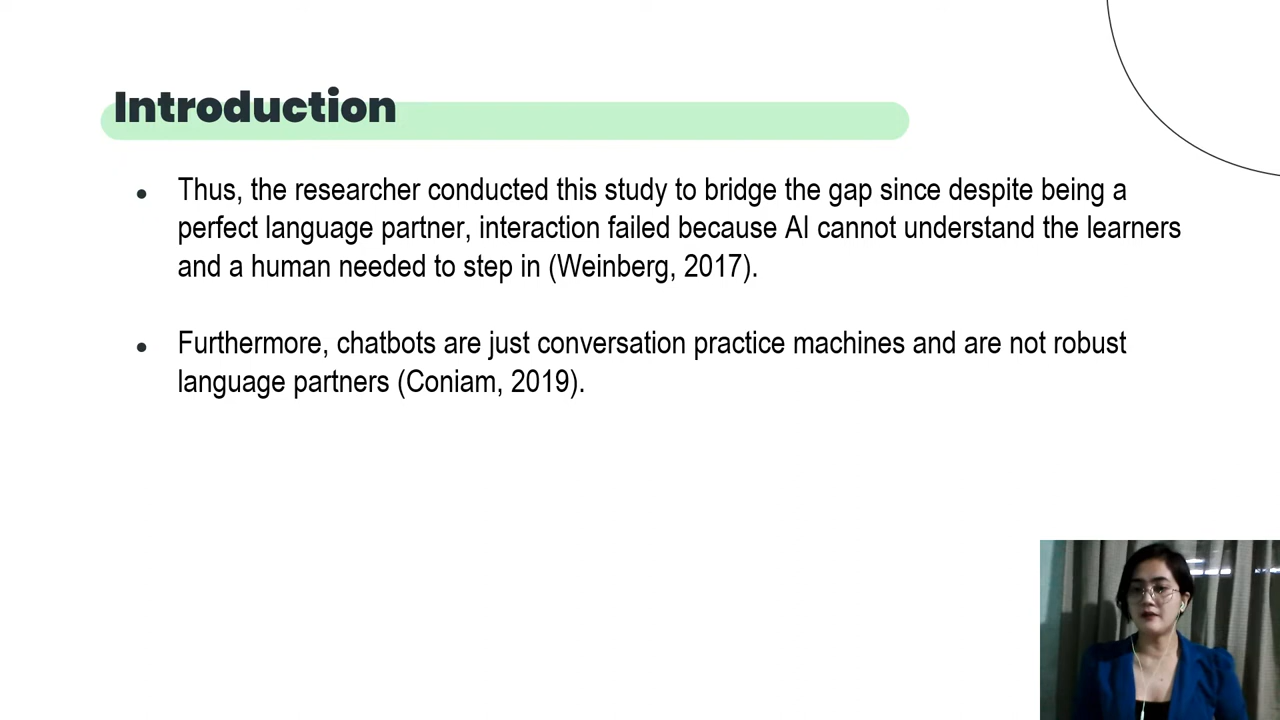 Introduction
Thus, the researcher conducted this study to bridge the gap since despite being a
perfect language partner, interaction failed because AI cannot understand the learners
and a human needed to step in (Weinberg, 2017).
Furthermore, chatbots are just conversation practice machines and are not robust
language partners (Coniam, 2019).